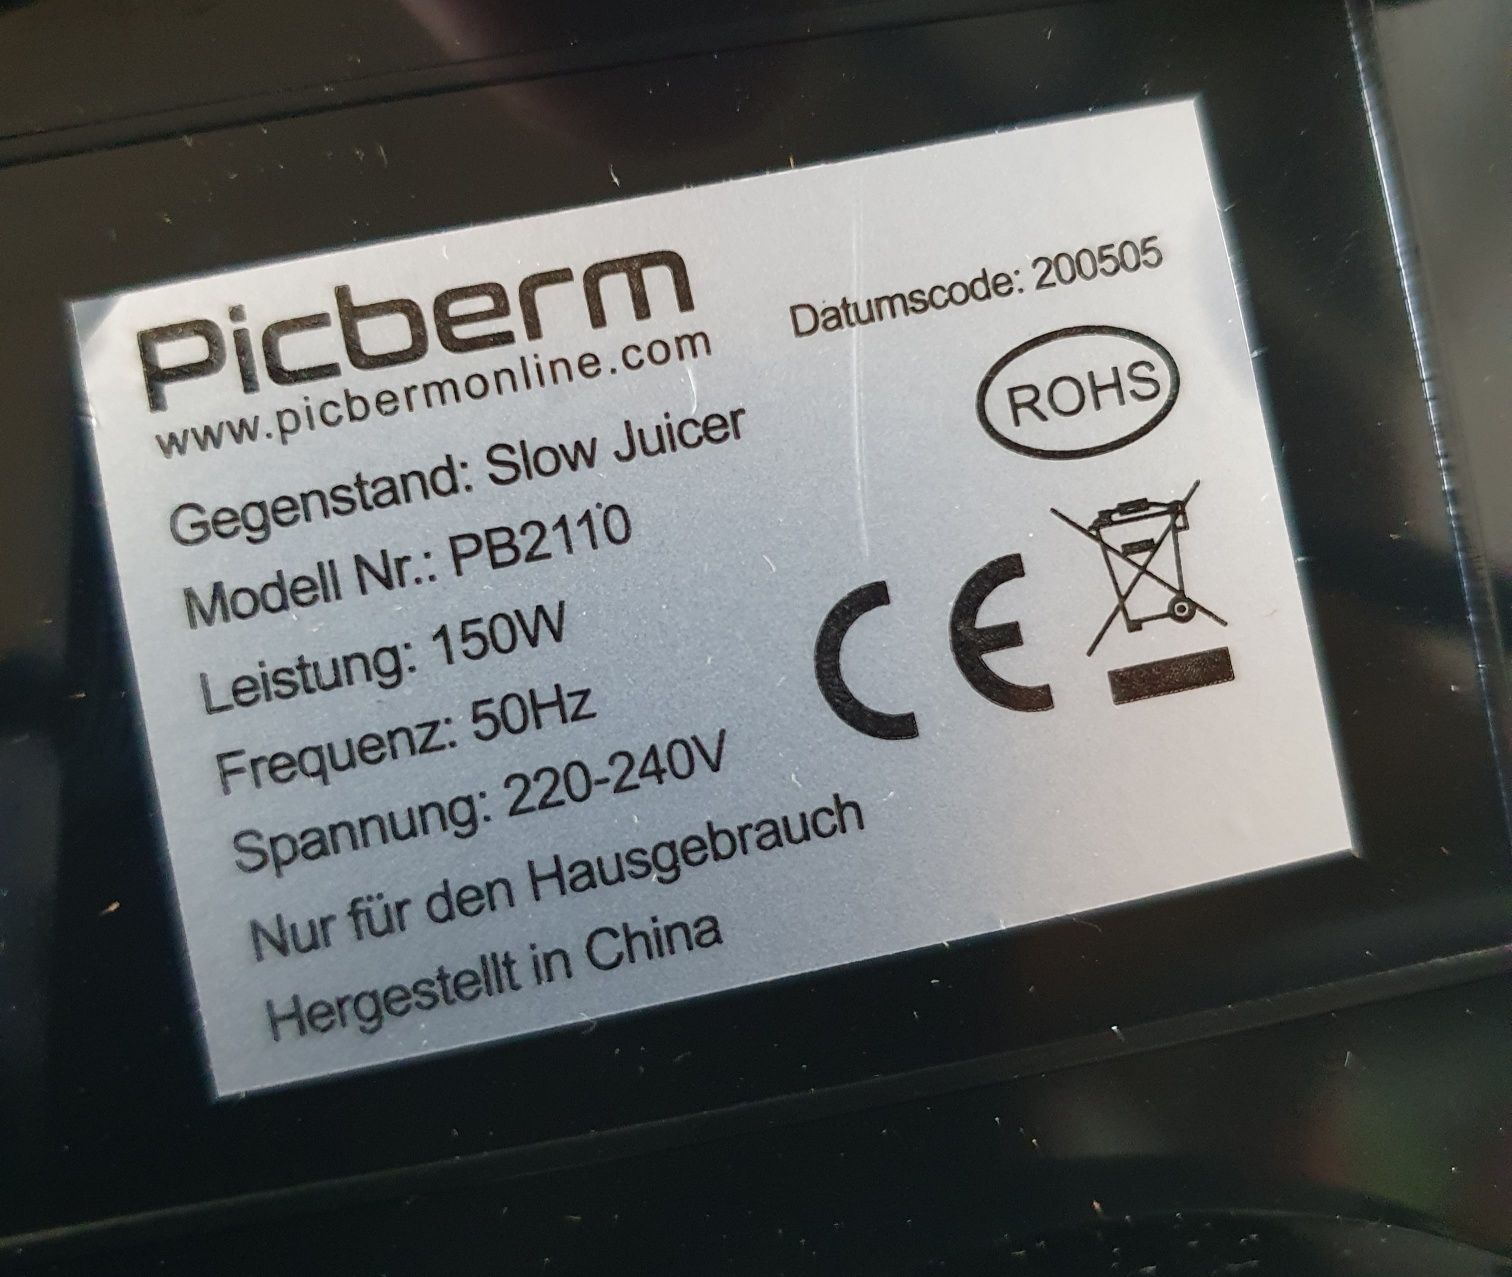 Picberm
www.picbermonline.com
Datumscode: 200505
Gegenstand: Slow Juicer
Modell Nr.: PB2110
Leistung: 150W
Frequenz: 50Hz
Spannung: 220-240V
Nur für den Hausgebrauch
Hergestellt in China
ROHS
CE